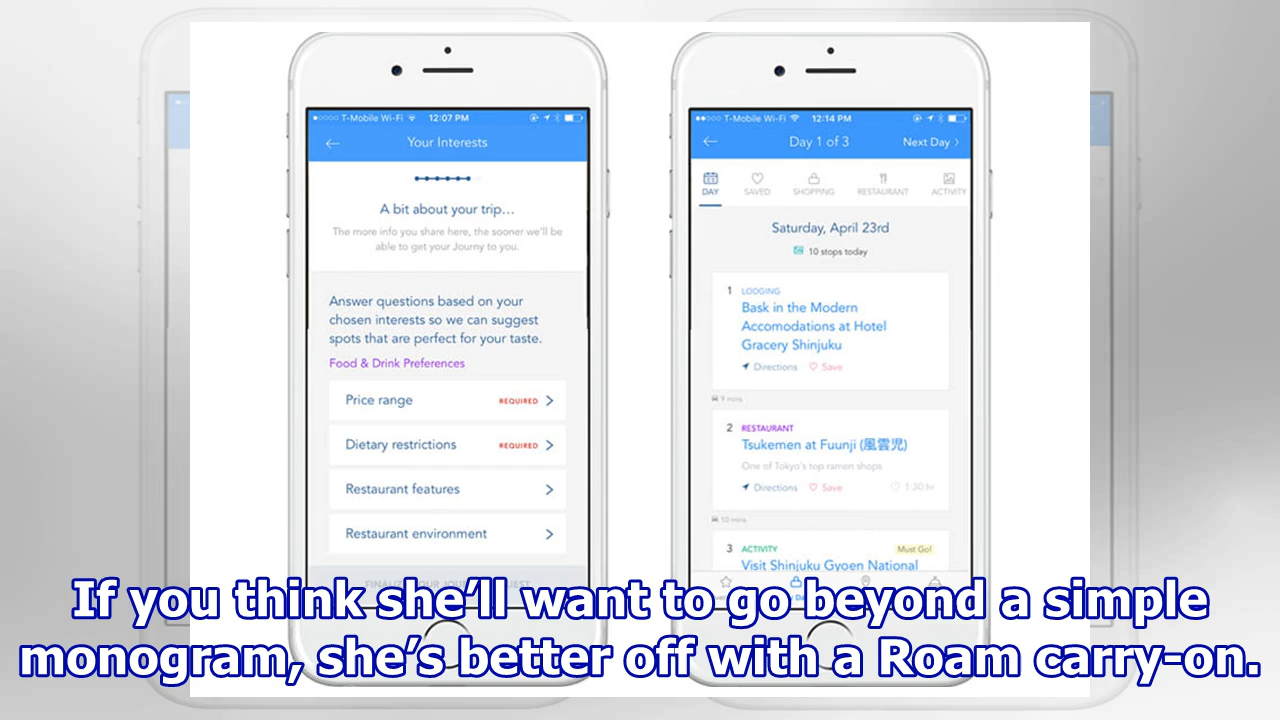 T-Mobile Wi-Fi 12:07 PM
Your Interests
A bit about your trip...
The more info you share here, the sooner we'll be
able to get your Journy to you.
Answer questions based on your
chosen interests so we can suggest
spots that are perfect for your taste.
Food & Drink Preferences
Price range REQUIRED
Dietary restrictions REQUIRED
Restaurant features
Restaurant environment
T-Mobile Wi-Fi 12:14 PM
Day 1 of 3 Next Day
DAY SAVED SHOPPING RESTAURANT ACTIVITY
Saturday, April 23rd
10 stops today
1 LODGING
Bask in the Modern
Accomodations at Hotel
Gracery Shinjuku
Directions Save
9 mins
2 RESTAURANT
Tsukemen at Fuunji (風雲児)
One of Tokyo's top ramen shops
Directions Save 1:30 hr
10 mins
3 ACTIVITY Must Go!
Visit Shinjuku Gyoen National
If you think she’ll want to go beyond a simple
monogram, she’s better off with a Roam carry-on.